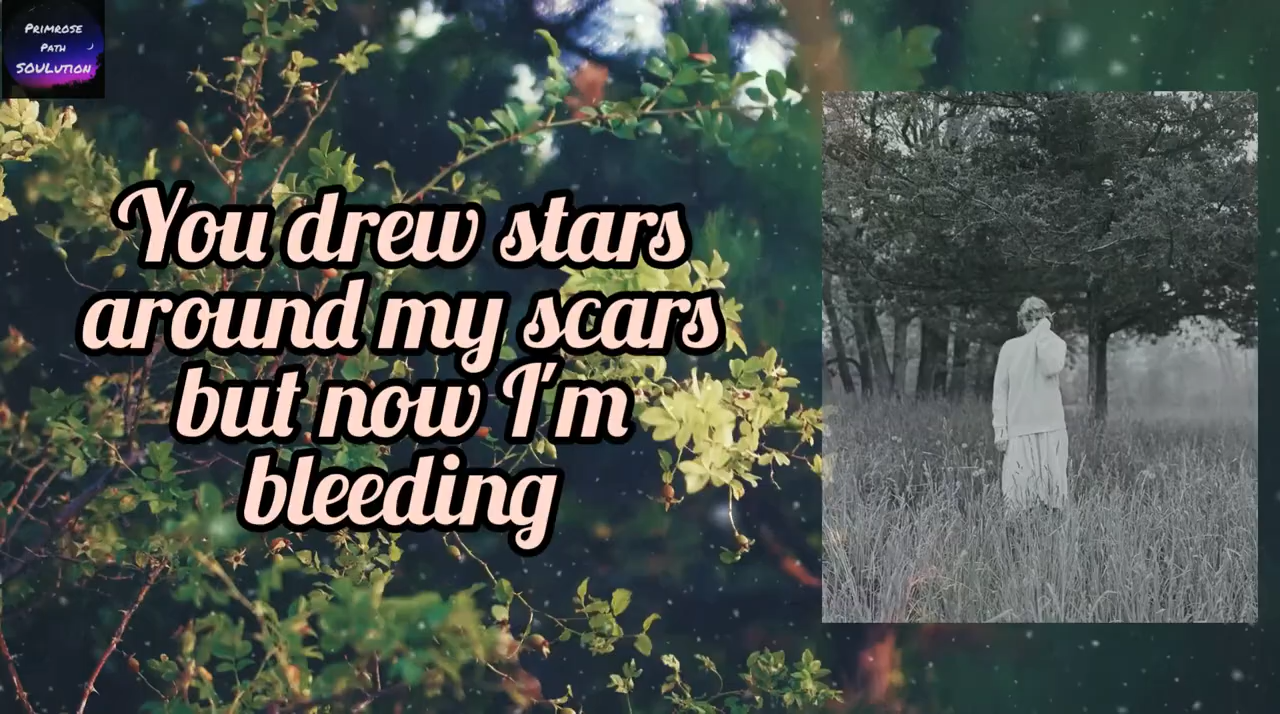 Primrose
Path
SOULution
You drew stars
around my scars
but now I'm
bleeding